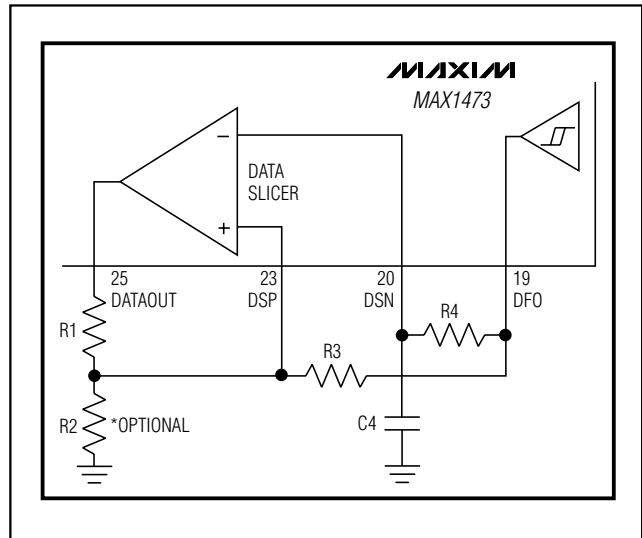 MAXIM
MAX1473
−
DATA
SLICER
+
25
DATAOUT
23
DSP
20
DSN
19
DFO
R1
R3
R4
R2
*OPTIONAL
C4